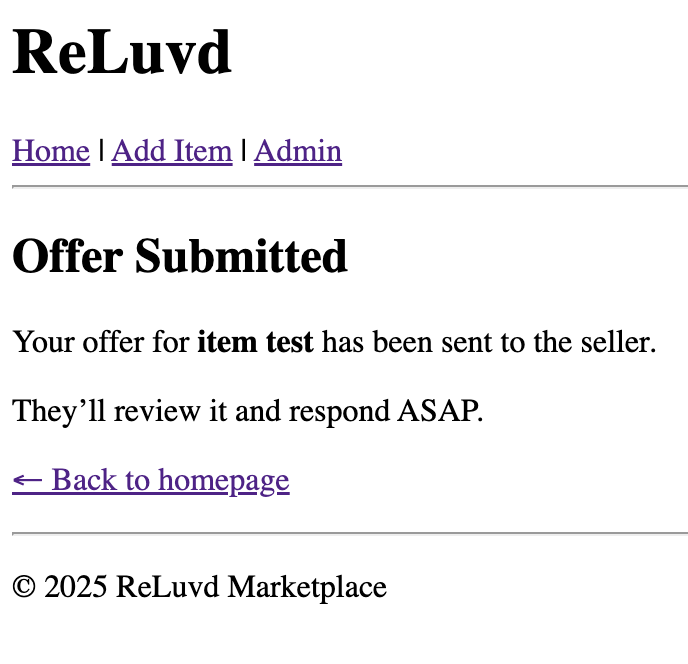 ReLuvd
Home | Add Item | Admin
Offer Submitted
Your offer for item test has been sent to the seller.
They’ll review it and respond ASAP.
← Back to homepage
© 2025 ReLuvd Marketplace